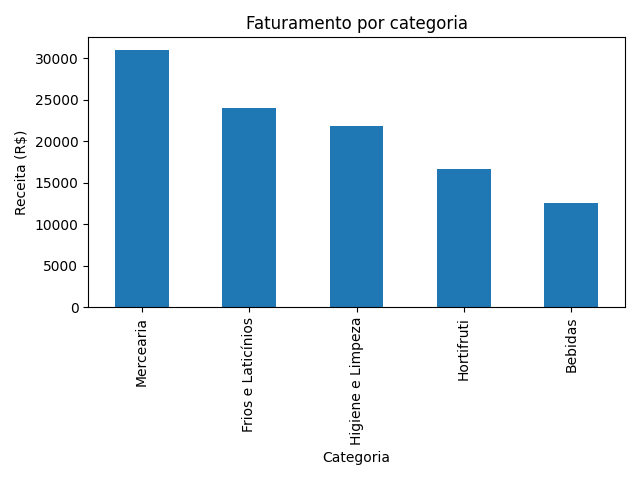 Faturamento por categoria
Receita (R$)
30000
25000
20000
15000
10000
5000
0
Mercearia
Frios e Laticínios
Higiene e Limpeza
Hortifruti
Bebidas
Categoria